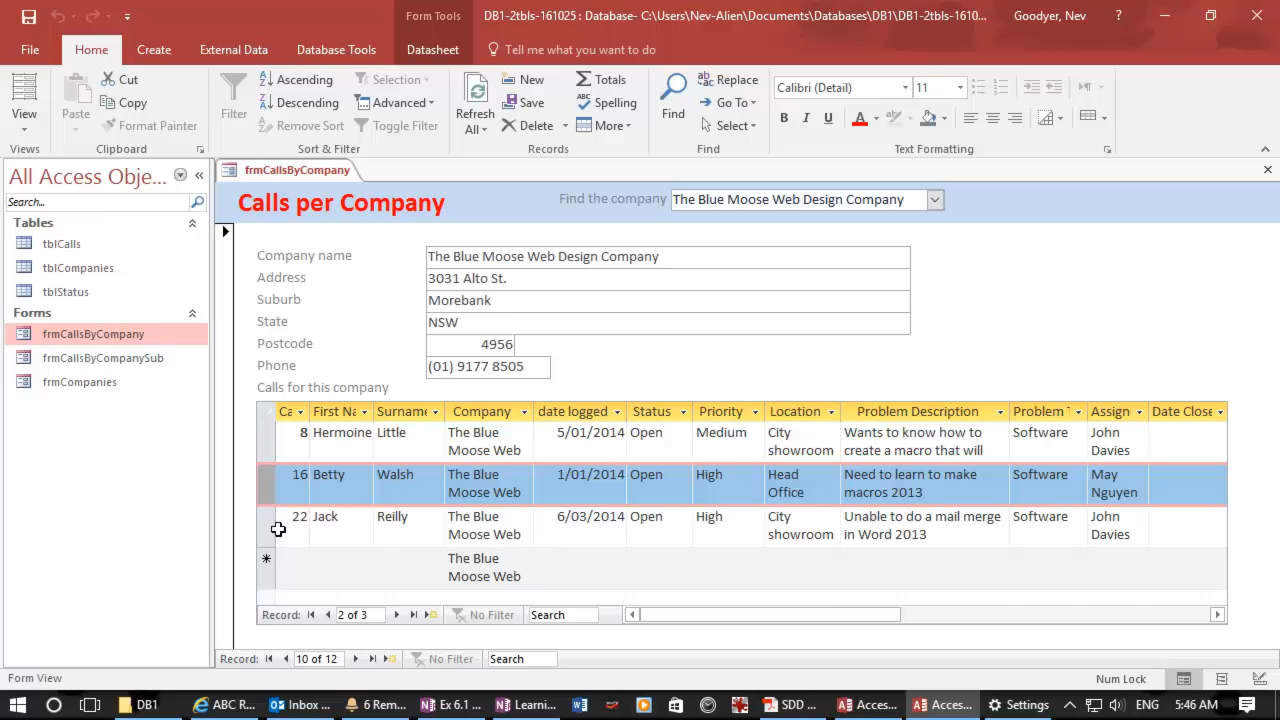 Form Tools
DB1-2tbls-161025 : Database- C:\Users\Nev-Alien\Documents\Databases\DB1\DB1-2tbls-1610...
Goodyer, Nev
?
File Home Create External Data Database Tools Datasheet Tell me what you want to do
View
Views
Paste
Cut
Copy
Format Painter
Clipboard
Filter
Ascending
Descending
Remove Sort
Selection
Advanced
Toggle Filter
Sort & Filter
Refresh
All
New
Save
Delete
Totals
Spelling
More
Records
Find
Replace
Go To
Select
Find
Calibri (Detail) 11
B I U A
Text Formatting
All Access Obje...
Search...
Tables
tblCalls
tblCompanies
tblStatus
Forms
frmCallsByCompany
frmCallsByCompanySub
frmCompanies
frmCallsByCompany
Calls per Company
Find the company The Blue Moose Web Design Company
Company name The Blue Moose Web Design Company
Address 3031 Alto St.
Suburb Morebank
State NSW
Postcode 4956
Phone (01) 9177 8505
Calls for this company
Ca First Na Surname Company date logged Status Priority Location Problem Description Problem T Assign Date Close
8 Hermoine Little The Blue 5/01/2014 Open Medium City Wants to know how to Software John
Moose Web showroom create a macro that will Davies
16 Betty Walsh The Blue 1/01/2014 Open High Head Need to learn to make Software May
Moose Web Office macros 2013 Nguyen
22 Jack Reilly The Blue 6/03/2014 Open High City Unable to do a mail merge Software John
Moose Web showroom in Word 2013 Davies
The Blue
Moose Web
Record: 2 of 3 No Filter Search
Record: 10 of 12 No Filter Search
Form View Num Lock
DB1 ABC R... Inbox ... 6 Rem... Ex 6.1 ... Learni... SDD ... Acces... Acces... Settings ENG 5:46 AM